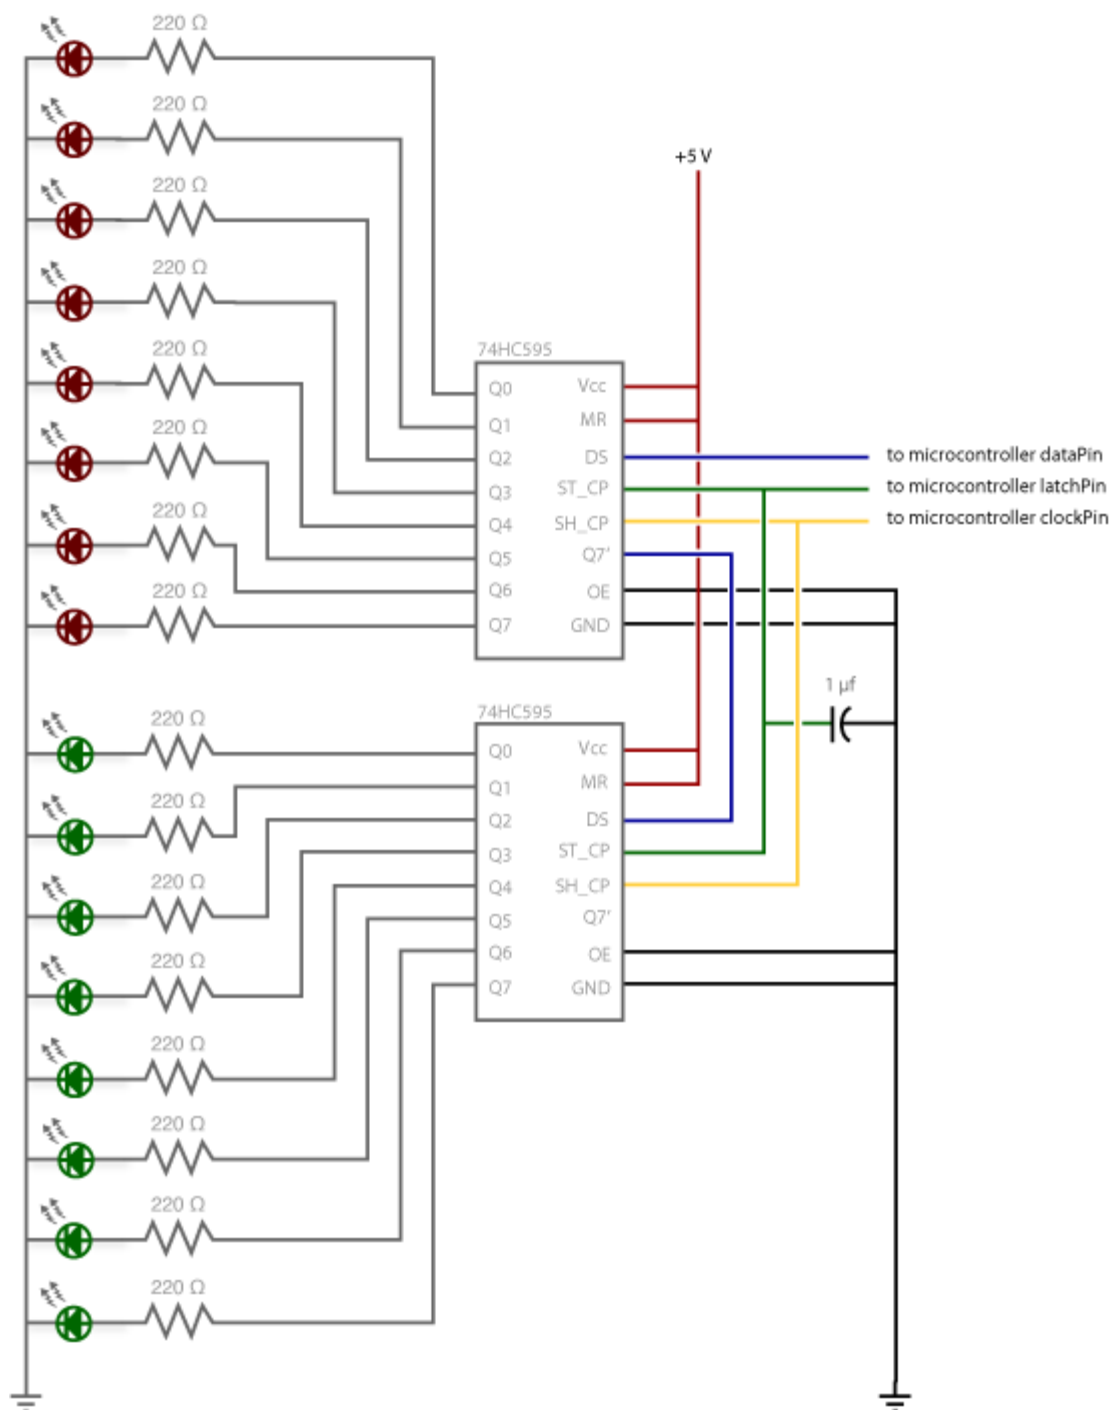 220 Ω
220 Ω
220 Ω
220 Ω
220 Ω
220 Ω
220 Ω
220 Ω
+5 V
74HC595
Q0 Vcc
Q1 MR
Q2 DS to microcontroller dataPin
Q3 ST_CP to microcontroller latchPin
Q4 SH_CP to microcontroller clockPin
Q5 Q7'
Q6 OE
Q7 GND
1 µf
74HC595
Q0 Vcc
Q1 MR
Q2 DS
Q3 ST_CP
Q4 SH_CP
Q5 Q7'
Q6 OE
Q7 GND
220 Ω
220 Ω
220 Ω
220 Ω
220 Ω
220 Ω
220 Ω
220 Ω